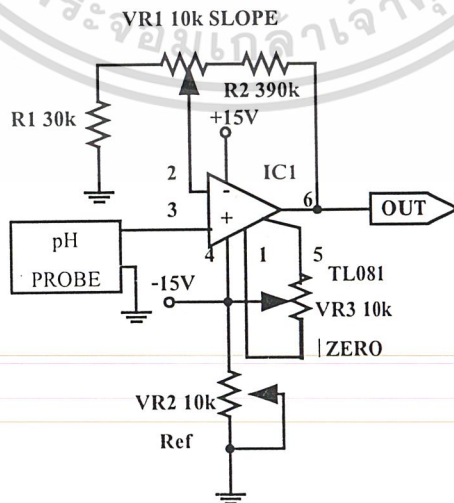 VR1 10k SLOPE
R2 390k
R1 30k
+15V
2
IC1
-
6
3
+
OUT
pH
PROBE
4
1
5
TL081
-15V
VR3 10k
ZERO
VR2 10k
Ref